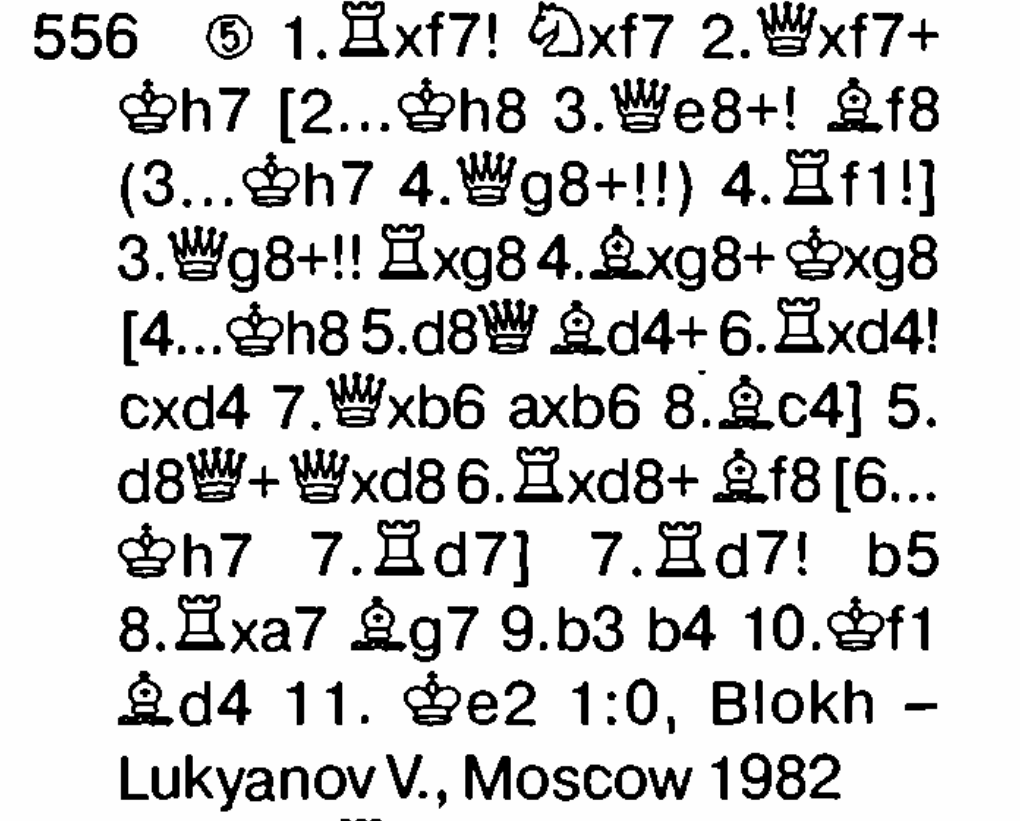 556 ⑤ 1.♖xf7! ♘xf7 2.♕xf7+
♔h7 [2...♔h8 3.♕e8+! ♗f8
(3...♔h7 4.♕g8+!!) 4.♖f1!]
3.♕g8+!! ♖xg8 4.♗xg8+ ♔xg8
[4...♔h8 5.d8♕ ♗d4+ 6.♖xd4!
cxd4 7.♕xb6 axb6 8.♗c4] 5.
d8♕+ ♕xd8 6.♖xd8+ ♗f8 [6...
♔h7 7.♖d7] 7.♖d7! b5
8.♖xa7 ♗g7 9.b3 b4 10.♔f1
♗d4 11. ♔e2 1:0, Blokh –
Lukyanov V., Moscow 1982